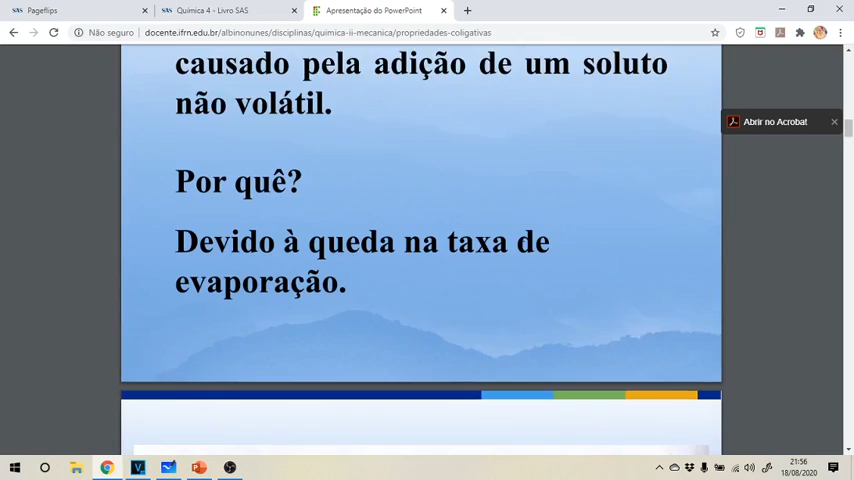 SAS Pageflips
SAS Química 4 - Livro SAS
Apresentação do PowerPoint
Não seguro
docente.ifrn.edu.br/albinonunes/disciplinas/quimica-ii-mecanica/propriedades-coligativas
causado pela adição de um soluto
não volátil.
Abrir no Acrobat
Por quê?
Devido à queda na taxa de
evaporação.
21:56
18/08/2020